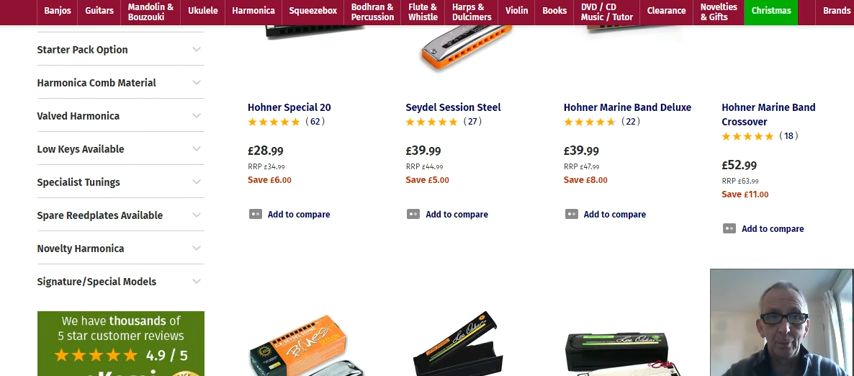 Banjos
Guitars
Mandolin &
Bouzouki
Ukulele
Harmonica
Squeezebox
Bodhran &
Percussion
Flute &
Whistle
Harps &
Dulcimers
Violin
Books
DVD / CD
Music / Tutor
Clearance
Novelties
& Gifts
Christmas
Brands
Starter Pack Option
Harmonica Comb Material
Valved Harmonica
Low Keys Available
Specialist Tunings
Spare Reedplates Available
Novelty Harmonica
Signature/Special Models
We have thousands of
5 star customer reviews
4.9 / 5
Hohner Special 20
(62)
£28.99
RRP £34.99
Save £6.00
Add to compare
Seydel Session Steel
(27)
£39.99
RRP £44.99
Save £5.00
Add to compare
Hohner Marine Band Deluxe
(22)
£39.99
RRP £47.99
Save £8.00
Add to compare
Hohner Marine Band
Crossover
(18)
£52.99
RRP £63.99
Save £11.00
Add to compare
Blues